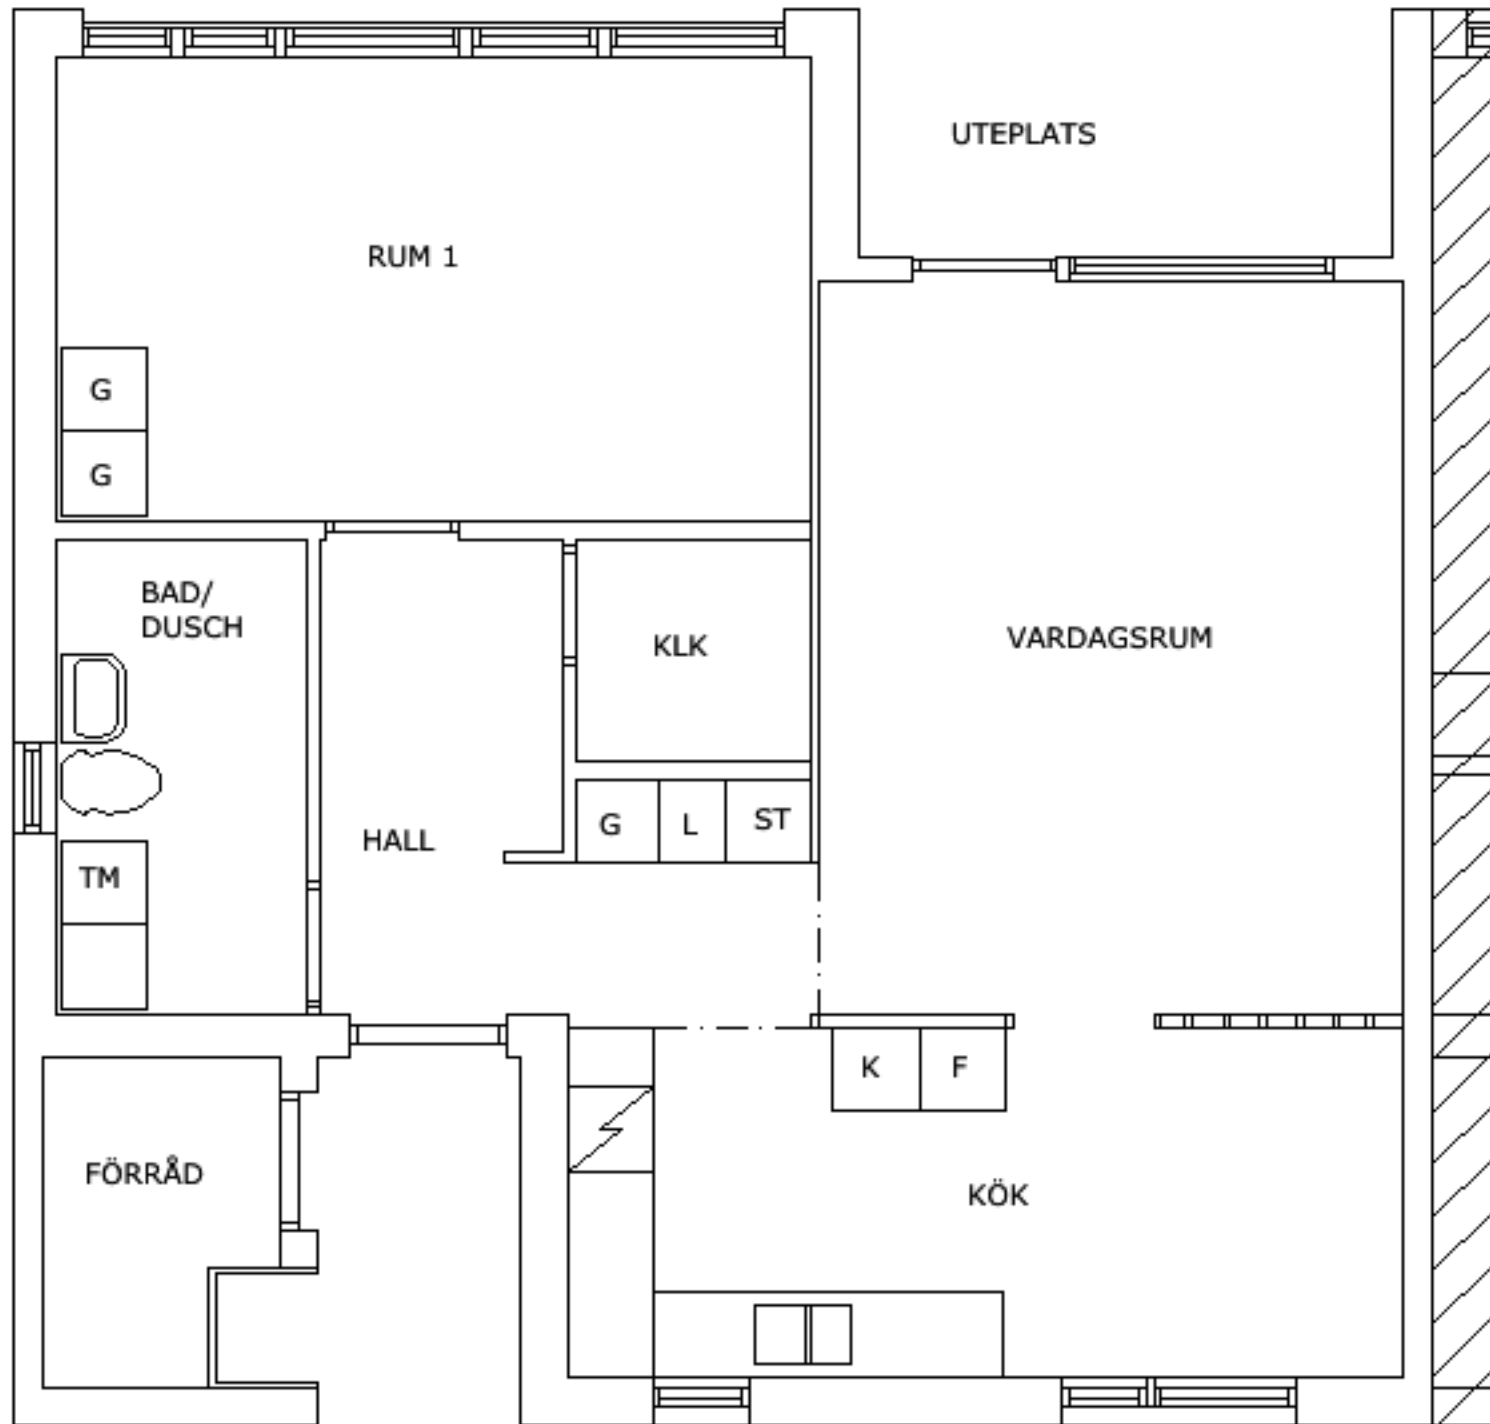 UTEPLATS
RUM 1
G
G
BAD/
DUSCH
KLK
VARDAGSRUM
HALL
G
L
ST
TM
K
F
FÖRRÅD
KÖK